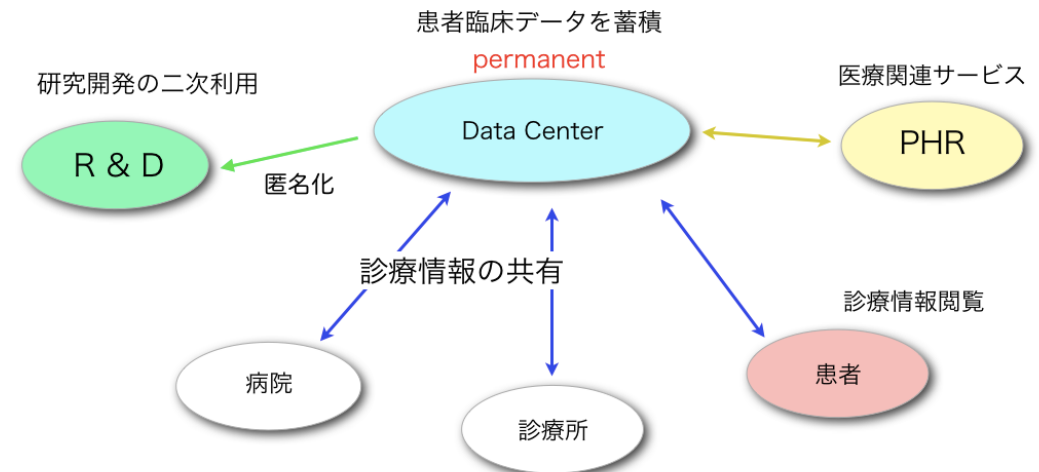 患者臨床データを蓄積
permanent
研究開発の二次利用
医療関連サービス
Data Center
PHR
R & D
匿名化
診療情報の共有
診療情報閲覧
病院
患者
診療所